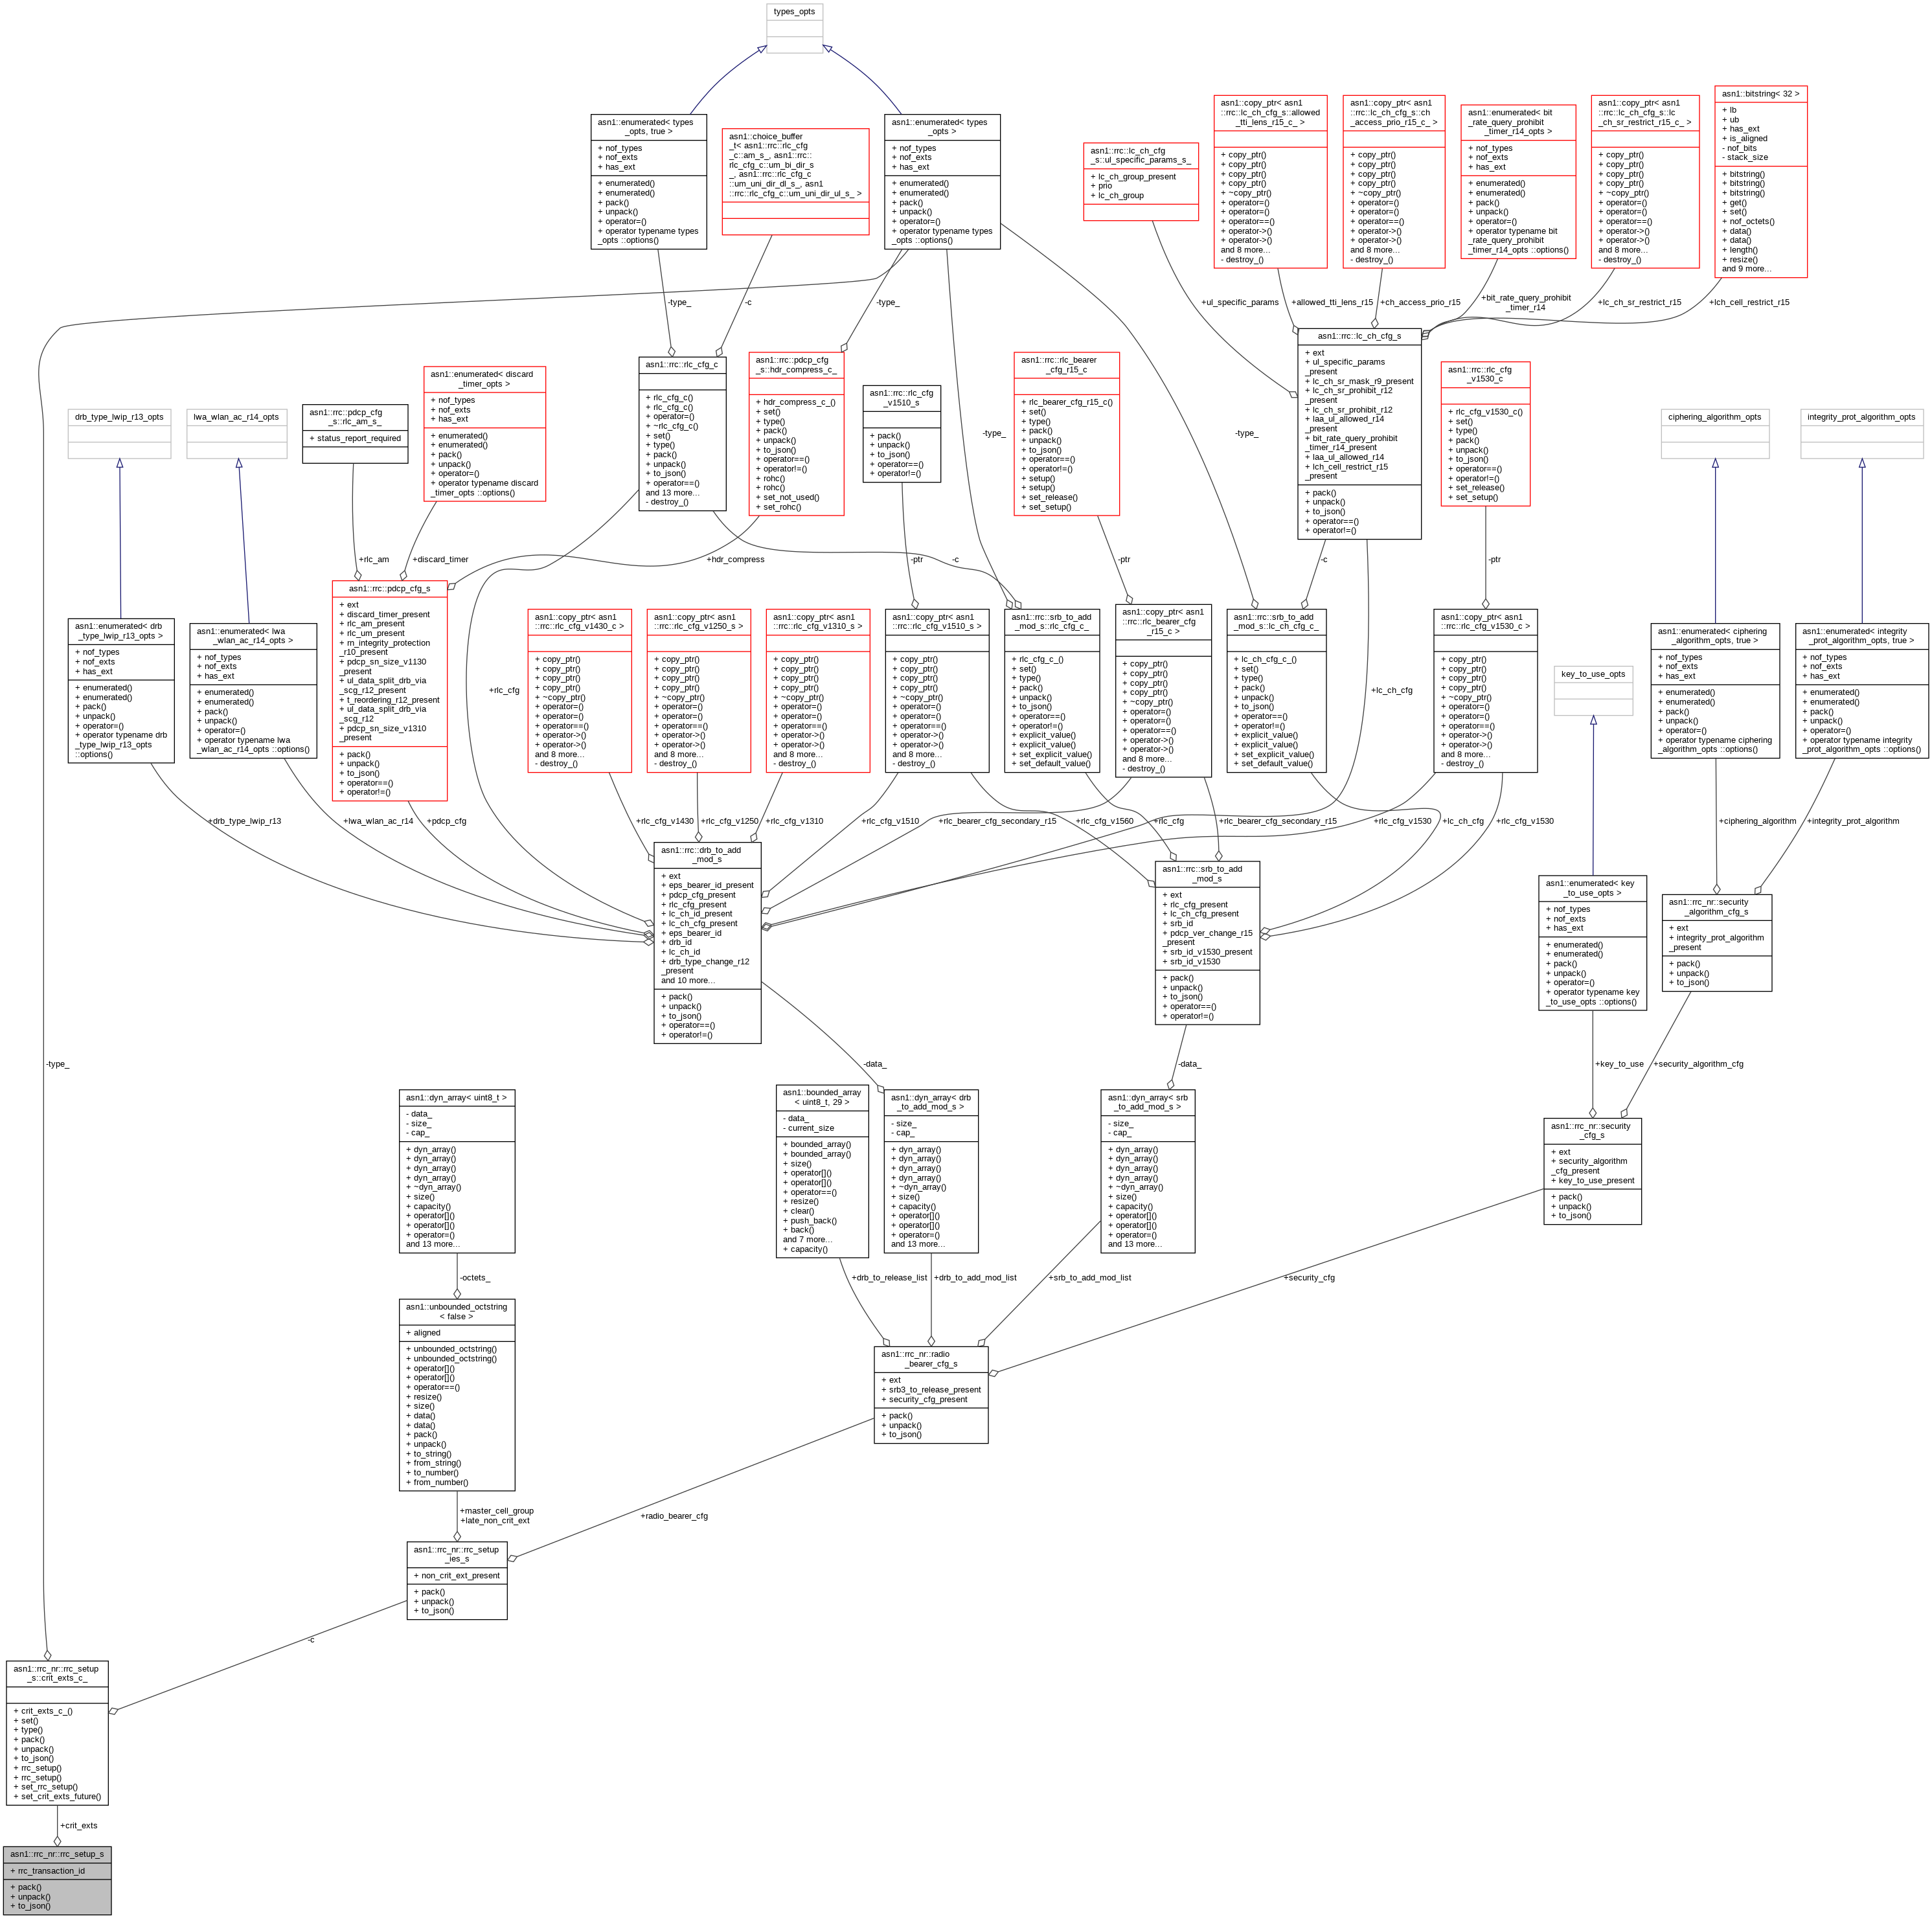 types_opts
asn1::enumerated< types
_opts, true >
+ nof_types
+ nof_exts
+ has_ext
+ enumerated()
+ enumerated()
+ pack()
+ unpack()
+ operator=()
+ operator typename types
_opts ::options()
asn1::choice_buffer
_t< asn1::rrc::rlc_cfg
_c::am_s_, asn1::rrc::
rlc_cfg_c::um_bi_dir_s
_, asn1::rrc::rlc_cfg_c
::um_uni_dir_dl_s_, asn1
::rrc::rlc_cfg_c::um_uni_dir_ul_s_ >
asn1::enumerated< types
_opts >
+ nof_types
+ nof_exts
+ has_ext
+ enumerated()
+ enumerated()
+ pack()
+ unpack()
+ operator=()
+ operator typename types
_opts ::options()
asn1::rrc::lc_ch_cfg
_s::ul_specific_params_s_
+ lc_ch_group_present
+ prio
+ lc_ch_group
asn1::copy_ptr< asn1
::rrc::lc_ch_cfg_s::allowed
_tti_lens_r15_c_ >
+ copy_ptr()
+ copy_ptr()
+ copy_ptr()
+ copy_ptr()
+ ~copy_ptr()
+ operator=()
+ operator=()
+ operator==()
+ operator->()
+ operator->()
and 8 more...
- destroy_()
asn1::copy_ptr< asn1
::rrc::lc_ch_cfg_s::ch
_access_prio_r15_c_ >
+ copy_ptr()
+ copy_ptr()
+ copy_ptr()
+ copy_ptr()
+ ~copy_ptr()
+ operator=()
+ operator=()
+ operator==()
+ operator->()
+ operator->()
and 8 more...
- destroy_()
asn1::enumerated< bit
_rate_query_prohibit
_timer_r14_opts >
+ nof_types
+ nof_exts
+ has_ext
+ enumerated()
+ enumerated()
+ pack()
+ unpack()
+ operator=()
+ operator typename bit
_rate_query_prohibit
_timer_r14_opts ::options()
asn1::copy_ptr< asn1
::rrc::lc_ch_cfg_s::lc
_ch_sr_restrict_r15_c_ >
+ copy_ptr()
+ copy_ptr()
+ copy_ptr()
+ copy_ptr()
+ ~copy_ptr()
+ operator=()
+ operator=()
+ operator==()
+ operator->()
+ operator->()
and 8 more...
- destroy_()
asn1::bitstring< 32 >
+ lb
+ ub
+ has_ext
+ is_aligned
- nof_bits
- stack_size
+ bitstring()
+ bitstring()
+ bitstring()
+ get()
+ set()
+ nof_octets()
+ data()
+ data()
+ length()
+ resize()
and 9 more...
-type_
-c
-type_
+ul_specific_params
+allowed_tti_lens_r15
+ch_access_prio_r15
+bit_rate_query_prohibit
_timer_r14
+lc_ch_sr_restrict_r15
+lch_cell_restrict_r15
drb_type_lwip_r13_opts
lwa_wlan_ac_r14_opts
asn1::rrc::pdcp_cfg
_s::rlc_am_s_
+ status_report_required
asn1::enumerated< discard
_timer_opts >
+ nof_types
+ nof_exts
+ has_ext
+ enumerated()
+ enumerated()
+ pack()
+ unpack()
+ operator=()
+ operator typename discard
_timer_opts ::options()
asn1::rrc::rlc_cfg_c
+ rlc_cfg_c()
+ rlc_cfg_c()
+ operator=()
+ ~rlc_cfg_c()
+ set()
+ type()
+ pack()
+ unpack()
+ to_json()
+ operator==()
and 13 more...
- destroy_()
asn1::rrc::pdcp_cfg
_s::hdr_compress_c_
+ hdr_compress_c_()
+ set()
+ type()
+ pack()
+ unpack()
+ to_json()
+ operator==()
+ operator!=()
+ rohc()
+ rohc()
+ set_not_used()
+ set_rohc()
asn1::rrc::rlc_cfg
_v1510_s
+ pack()
+ unpack()
+ to_json()
+ operator==()
+ operator!=()
-type_
asn1::rrc::rlc_bearer
_cfg_r15_c
+ rlc_bearer_cfg_r15_c()
+ set()
+ type()
+ pack()
+ unpack()
+ to_json()
+ operator==()
+ operator!=()
+ setup()
+ setup()
+ set_release()
+ set_setup()
-type_
asn1::rrc::lc_ch_cfg_s
+ ext
+ ul_specific_params
_present
+ lc_ch_sr_mask_r9_present
+ lc_ch_sr_prohibit_r12
_present
+ lc_ch_sr_prohibit_r12
+ laa_ul_allowed_r14
_present
+ bit_rate_query_prohibit
_timer_r14_present
+ laa_ul_allowed_r14
+ lch_cell_restrict_r15
_present
+ pack()
+ unpack()
+ to_json()
+ operator==()
+ operator!=()
asn1::rrc::rlc_cfg
_v1530_c
+ rlc_cfg_v1530_c()
+ set()
+ type()
+ pack()
+ unpack()
+ to_json()
+ operator==()
+ operator!=()
+ set_release()
+ set_setup()
ciphering_algorithm_opts
integrity_prot_algorithm_opts
+rlc_am
+discard_timer
+hdr_compress
-ptr
-c
-ptr
-c
-ptr
asn1::enumerated< drb
_type_lwip_r13_opts >
+ nof_types
+ nof_exts
+ has_ext
+ enumerated()
+ enumerated()
+ pack()
+ unpack()
+ operator=()
+ operator typename drb
_type_lwip_r13_opts
::options()
asn1::enumerated< lwa
_wlan_ac_r14_opts >
+ nof_types
+ nof_exts
+ has_ext
+ enumerated()
+ enumerated()
+ pack()
+ unpack()
+ operator=()
+ operator typename lwa
_wlan_ac_r14_opts ::options()
asn1::rrc::pdcp_cfg_s
+ ext
+ discard_timer_present
+ rlc_am_present
+ rlc_um_present
+ rn_integrity_protection
_r10_present
+ pdcp_sn_size_v1130
_present
+ ul_data_split_drb_via
_scg_r12_present
+ t_reordering_r12_present
+ ul_data_split_drb_via
_scg_r12
+ pdcp_sn_size_v1310
_present
+ pack()
+ unpack()
+ to_json()
+ operator==()
+ operator!=()
+rlc_cfg
asn1::copy_ptr< asn1
::rrc::rlc_cfg_v1430_c >
+ copy_ptr()
+ copy_ptr()
+ copy_ptr()
+ copy_ptr()
+ ~copy_ptr()
+ operator=()
+ operator=()
+ operator==()
+ operator->()
+ operator->()
and 8 more...
- destroy_()
asn1::copy_ptr< asn1
::rrc::rlc_cfg_v1250_s >
+ copy_ptr()
+ copy_ptr()
+ copy_ptr()
+ copy_ptr()
+ ~copy_ptr()
+ operator=()
+ operator=()
+ operator==()
+ operator->()
+ operator->()
and 8 more...
- destroy_()
asn1::copy_ptr< asn1
::rrc::rlc_cfg_v1310_s >
+ copy_ptr()
+ copy_ptr()
+ copy_ptr()
+ copy_ptr()
+ ~copy_ptr()
+ operator=()
+ operator=()
+ operator==()
+ operator->()
+ operator->()
and 8 more...
- destroy_()
asn1::copy_ptr< asn1
::rrc::rlc_cfg_v1510_s >
+ copy_ptr()
+ copy_ptr()
+ copy_ptr()
+ copy_ptr()
+ ~copy_ptr()
+ operator=()
+ operator=()
+ operator==()
+ operator->()
+ operator->()
and 8 more...
- destroy_()
asn1::rrc::srb_to_add
_mod_s::rlc_cfg_c_
+ rlc_cfg_c_()
+ set()
+ type()
+ pack()
+ unpack()
+ to_json()
+ operator==()
+ operator!=()
+ explicit_value()
+ explicit_value()
+ set_explicit_value()
+ set_default_value()
asn1::copy_ptr< asn1
::rrc::rlc_bearer_cfg
_r15_c >
+ copy_ptr()
+ copy_ptr()
+ copy_ptr()
+ copy_ptr()
+ ~copy_ptr()
+ operator=()
+ operator=()
+ operator==()
+ operator->()
+ operator->()
and 8 more...
- destroy_()
asn1::rrc::srb_to_add
_mod_s::lc_ch_cfg_c_
+ lc_ch_cfg_c_()
+ set()
+ type()
+ pack()
+ unpack()
+ to_json()
+ operator==()
+ operator!=()
+ explicit_value()
+ explicit_value()
+ set_explicit_value()
+ set_default_value()
+lc_ch_cfg
asn1::copy_ptr< asn1
::rrc::rlc_cfg_v1530_c >
+ copy_ptr()
+ copy_ptr()
+ copy_ptr()
+ copy_ptr()
+ ~copy_ptr()
+ operator=()
+ operator=()
+ operator==()
+ operator->()
+ operator->()
and 8 more...
- destroy_()
key_to_use_opts
asn1::enumerated< ciphering
_algorithm_opts, true >
+ nof_types
+ nof_exts
+ has_ext
+ enumerated()
+ enumerated()
+ pack()
+ unpack()
+ operator=()
+ operator typename ciphering
_algorithm_opts ::options()
asn1::enumerated< integrity
_prot_algorithm_opts, true >
+ nof_types
+ nof_exts
+ has_ext
+ enumerated()
+ enumerated()
+ pack()
+ unpack()
+ operator=()
+ operator typename integrity
_prot_algorithm_opts ::options()
+drb_type_lwip_r13
+lwa_wlan_ac_r14
+pdcp_cfg
+rlc_cfg_v1430
+rlc_cfg_v1250
+rlc_cfg_v1310
+rlc_cfg_v1510
+rlc_bearer_cfg_secondary_r15
+rlc_cfg_v1560
+rlc_cfg
+rlc_bearer_cfg_secondary_r15
+rlc_cfg_v1530
+lc_ch_cfg
+rlc_cfg_v1530
+ciphering_algorithm
+integrity_prot_algorithm
asn1::rrc::drb_to_add
_mod_s
+ ext
+ eps_bearer_id_present
+ pdcp_cfg_present
+ rlc_cfg_present
+ lc_ch_id_present
+ lc_ch_cfg_present
+ eps_bearer_id
+ drb_id
+ lc_ch_id
+ drb_type_change_r12
_present
and 10 more...
+ pack()
+ unpack()
+ to_json()
+ operator==()
+ operator!=()
asn1::rrc::srb_to_add
_mod_s
+ ext
+ rlc_cfg_present
+ lc_ch_cfg_present
+ srb_id
+ pdcp_ver_change_r15
_present
+ srb_id_v1530_present
+ srb_id_v1530
+ pack()
+ unpack()
+ to_json()
+ operator==()
+ operator!=()
asn1::enumerated< key
_to_use_opts >
+ nof_types
+ nof_exts
+ has_ext
+ enumerated()
+ enumerated()
+ pack()
+ unpack()
+ operator=()
+ operator typename key
_to_use_opts ::options()
asn1::rrc_nr::security
_algorithm_cfg_s
+ ext
+ integrity_prot_algorithm
_present
+ pack()
+ unpack()
+ to_json()
-type_
-data_
-data_
+key_to_use
+security_algorithm_cfg
asn1::dyn_array< uint8_t >
- data_
- size_
- cap_
+ dyn_array()
+ dyn_array()
+ dyn_array()
+ dyn_array()
+ ~dyn_array()
+ size()
+ capacity()
+ operator[]()
+ operator[]()
+ operator=()
and 13 more...
asn1::bounded_array
< uint8_t, 29 >
- data_
- current_size
+ bounded_array()
+ bounded_array()
+ size()
+ operator[]()
+ operator[]()
+ operator==()
+ resize()
+ clear()
+ push_back()
+ back()
and 7 more...
+ capacity()
asn1::dyn_array< drb
_to_add_mod_s >
- size_
- cap_
+ dyn_array()
+ dyn_array()
+ dyn_array()
+ dyn_array()
+ ~dyn_array()
+ size()
+ capacity()
+ operator[]()
+ operator[]()
+ operator=()
and 13 more...
asn1::dyn_array< srb
_to_add_mod_s >
- size_
- cap_
+ dyn_array()
+ dyn_array()
+ dyn_array()
+ dyn_array()
+ ~dyn_array()
+ size()
+ capacity()
+ operator[]()
+ operator[]()
+ operator=()
and 13 more...
asn1::rrc_nr::security
_cfg_s
+ ext
+ security_algorithm
_cfg_present
+ key_to_use_present
+ pack()
+ unpack()
+ to_json()
-octets_
+drb_to_release_list
+drb_to_add_mod_list
+srb_to_add_mod_list
+security_cfg
asn1::unbounded_octstring
< false >
+ aligned
+ unbounded_octstring()
+ unbounded_octstring()
+ operator[]()
+ operator[]()
+ operator==()
+ resize()
+ size()
+ data()
+ data()
+ pack()
+ unpack()
+ to_string()
+ from_string()
+ to_number()
+ from_number()
asn1::rrc_nr::radio
_bearer_cfg_s
+ ext
+ srb3_to_release_present
+ security_cfg_present
+ pack()
+ unpack()
+ to_json()
+master_cell_group
+late_non_crit_ext
+radio_bearer_cfg
asn1::rrc_nr::rrc_setup
_ies_s
+ non_crit_ext_present
+ pack()
+ unpack()
+ to_json()
-c
asn1::rrc_nr::rrc_setup
_s::crit_exts_c_
+ crit_exts_c_()
+ set()
+ type()
+ pack()
+ unpack()
+ to_json()
+ rrc_setup()
+ rrc_setup()
+ set_rrc_setup()
+ set_crit_exts_future()
+crit_exts
asn1::rrc_nr::rrc_setup_s
+ rrc_transaction_id
+ pack()
+ unpack()
+ to_json()